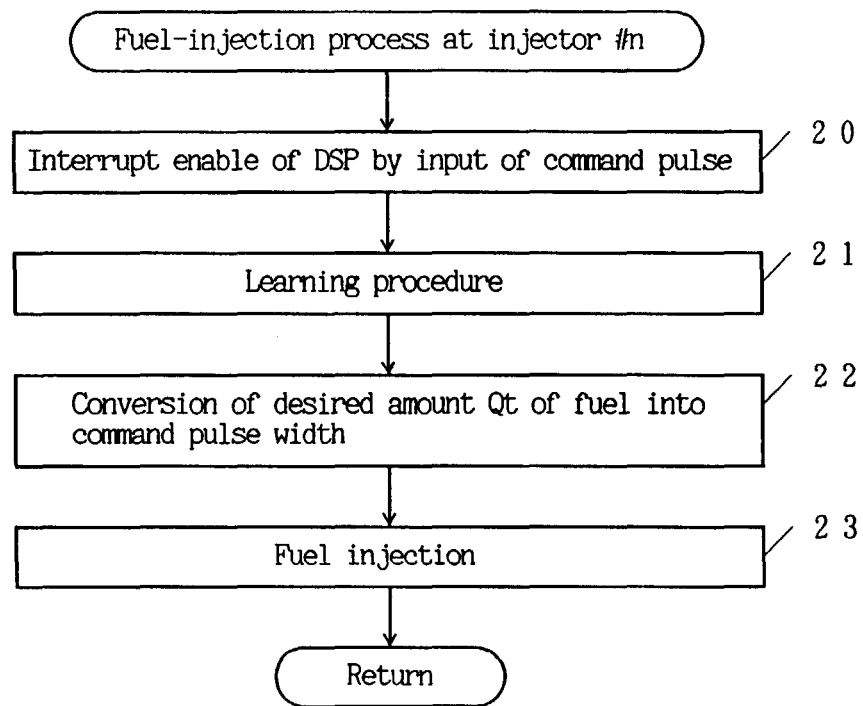 Fuel-injection process at injector #n
20
Interrupt enable of DSP by input of command pulse
21
Learning procedure
22
Conversion of desired amount Qt of fuel into
command pulse width
23
Fuel injection
Return